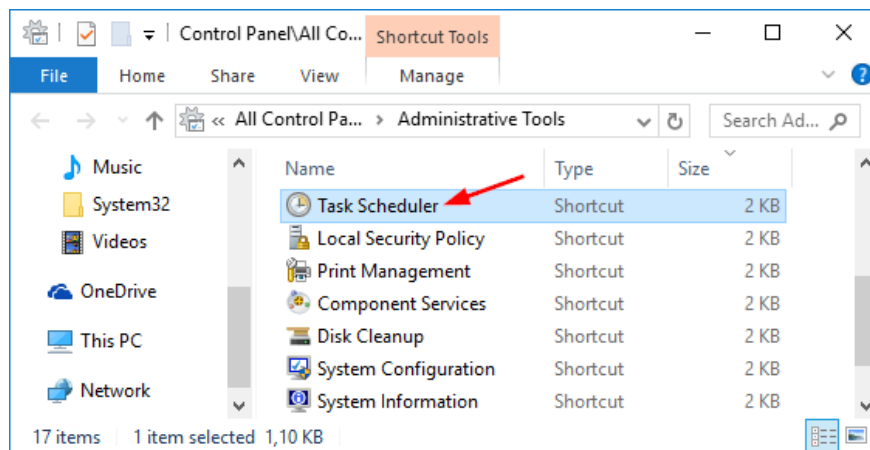 Control Panel\All Co... Shortcut Tools
File Home Share View Manage
« All Control Pa... > Administrative Tools Search Ad...
Name Type Size
Music
System32
Videos
OneDrive
This PC
Network
Task Scheduler Shortcut 2 KB
Local Security Policy Shortcut 2 KB
Print Management Shortcut 2 KB
Component Services Shortcut 2 KB
Disk Cleanup Shortcut 2 KB
System Configuration Shortcut 2 KB
System Information Shortcut 2 KB
17 items 1 item selected 1,10 KB